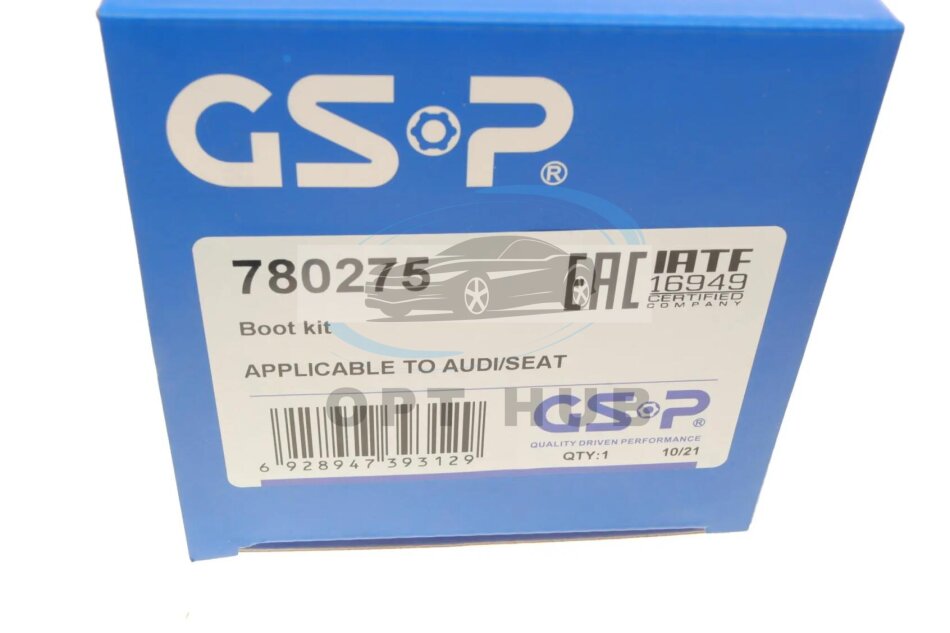 GSP®
780275
EAC
IATF
16949
CERTIFIED
COMPANY
Boot kit
APPLICABLE TO AUDI/SEAT
OPT HUB
GSP®
QUALITY DRIVEN PERFORMANCE
6 928947 393129
QTY:1
10/21